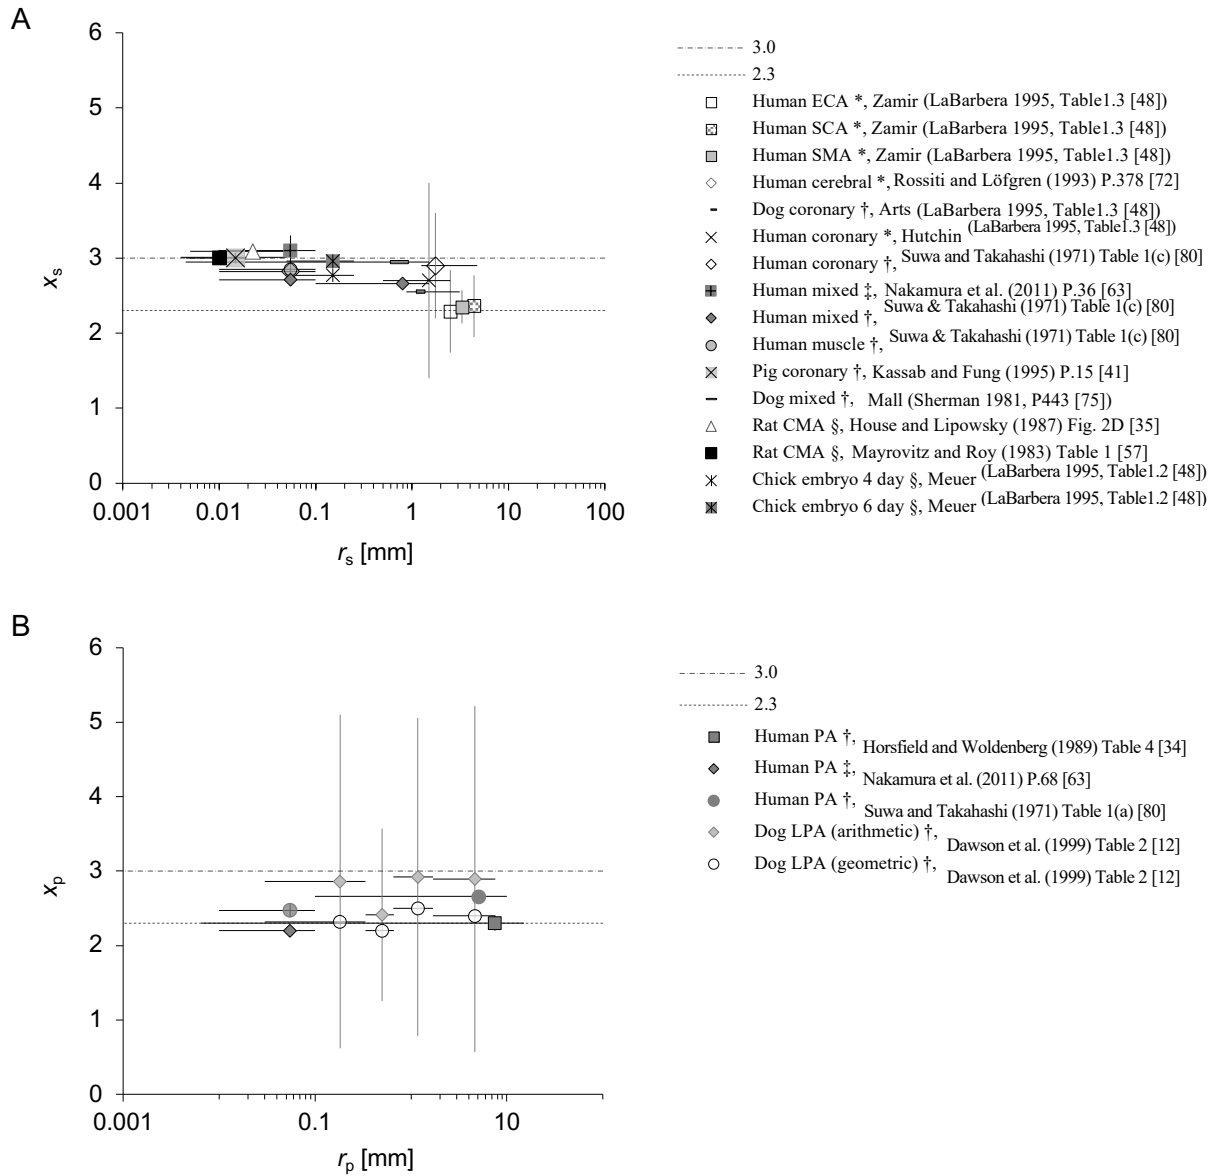 A
6
5
4
3
2
1
0
x_s
0.001
0.01
0.1
1
10
100
r_s [mm]
3.0
2.3
Human ECA *, Zamir (LaBarbera 1995, Table1.3 [48])
Human SCA *, Zamir (LaBarbera 1995, Table1.3 [48])
Human SMA *, Zamir (LaBarbera 1995, Table1.3 [48])
Human cerebral *, Rossiti and Löfgren (1993) P.378 [72]
Dog coronary †, Arts (LaBarbera 1995, Table1.3 [48])
Human coronary *, Hutchin (LaBarbera 1995, Table1.3 [48])
Human coronary †, Suwa and Takahashi (1971) Table 1(c) [80]
Human mixed ‡, Nakamura et al. (2011) P.36 [63]
Human mixed †, Suwa & Takahashi (1971) Table 1(c) [80]
Human muscle †, Suwa & Takahashi (1971) Table 1(c) [80]
Pig coronary †, Kassab and Fung (1995) P.15 [41]
Dog mixed †, Mall (Sherman 1981, P443 [75])
Rat CMA §, House and Lipowsky (1987) Fig. 2D [35]
Rat CMA §, Mayrovitz and Roy (1983) Table 1 [57]
Chick embryo 4 day §, Meuer (LaBarbera 1995, Table1.2 [48])
Chick embryo 6 day §, Meuer (LaBarbera 1995, Table1.2 [48])
B
6
5
4
3
2
1
0
x_p
0.001
0.1
10
r_p [mm]
3.0
2.3
Human PA †, Horsfield and Woldenberg (1989) Table 4 [34]
Human PA ‡, Nakamura et al. (2011) P.68 [63]
Human PA †, Suwa and Takahashi (1971) Table 1(a) [80]
Dog LPA (arithmetic) †, Dawson et al. (1999) Table 2 [12]
Dog LPA (geometric) †, Dawson et al. (1999) Table 2 [12]